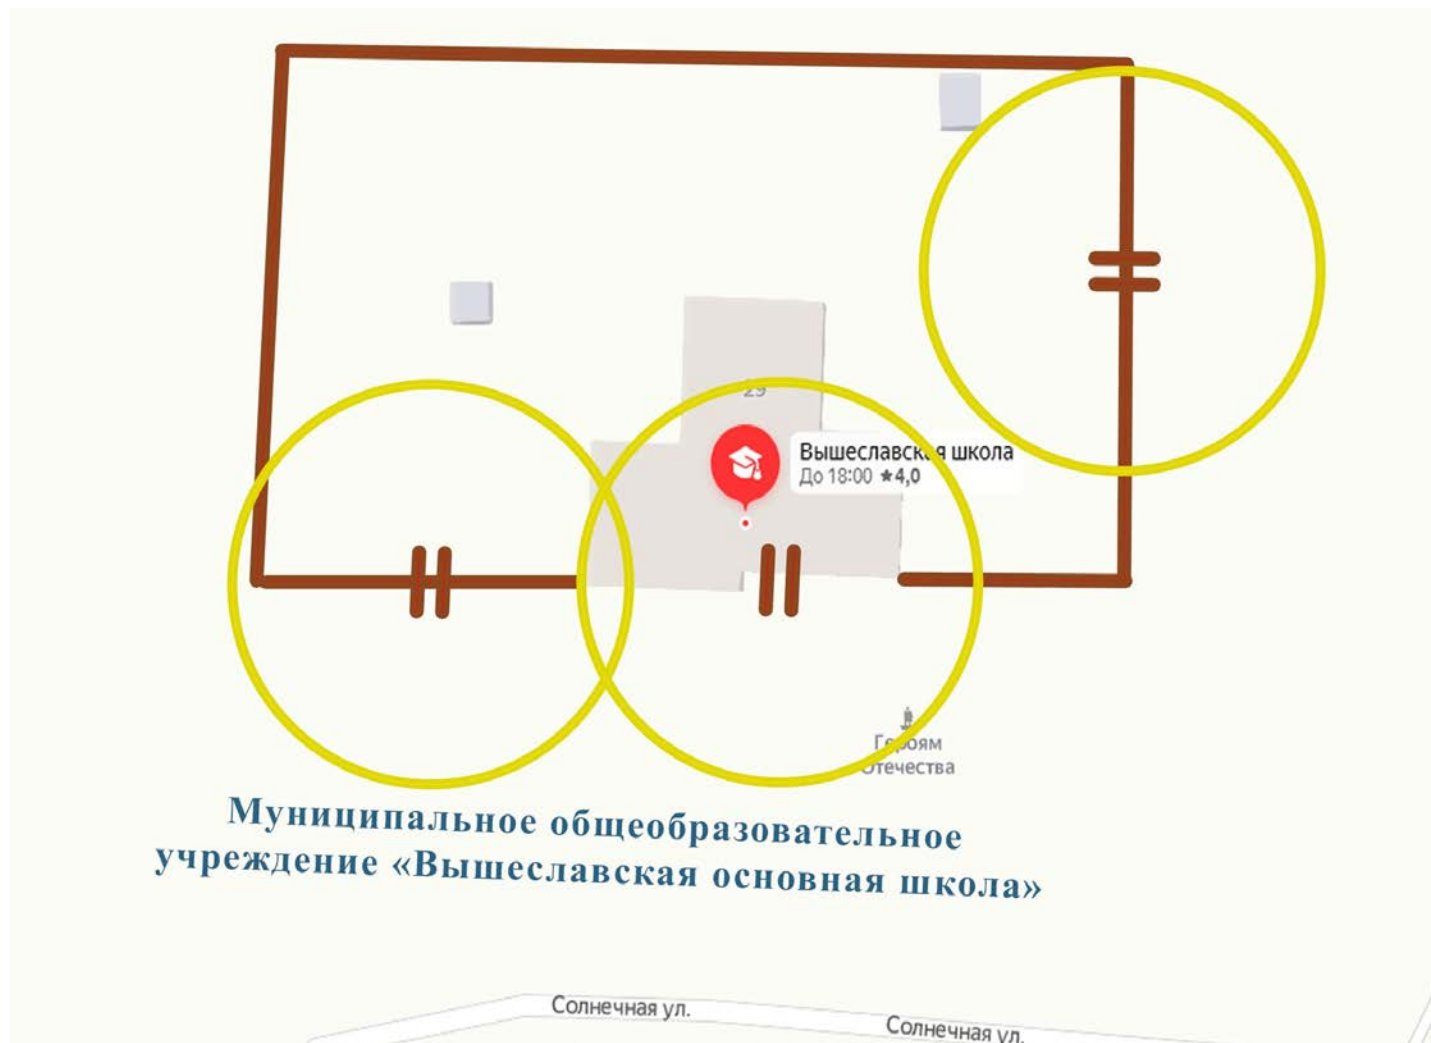 29
Вышеславская школа
До 18:00 ★4,0
Героям
Отечества
Муниципальное общеобразовательное
учреждение «Вышеславская основная школа»
Солнечная ул.
Солнечная ул.